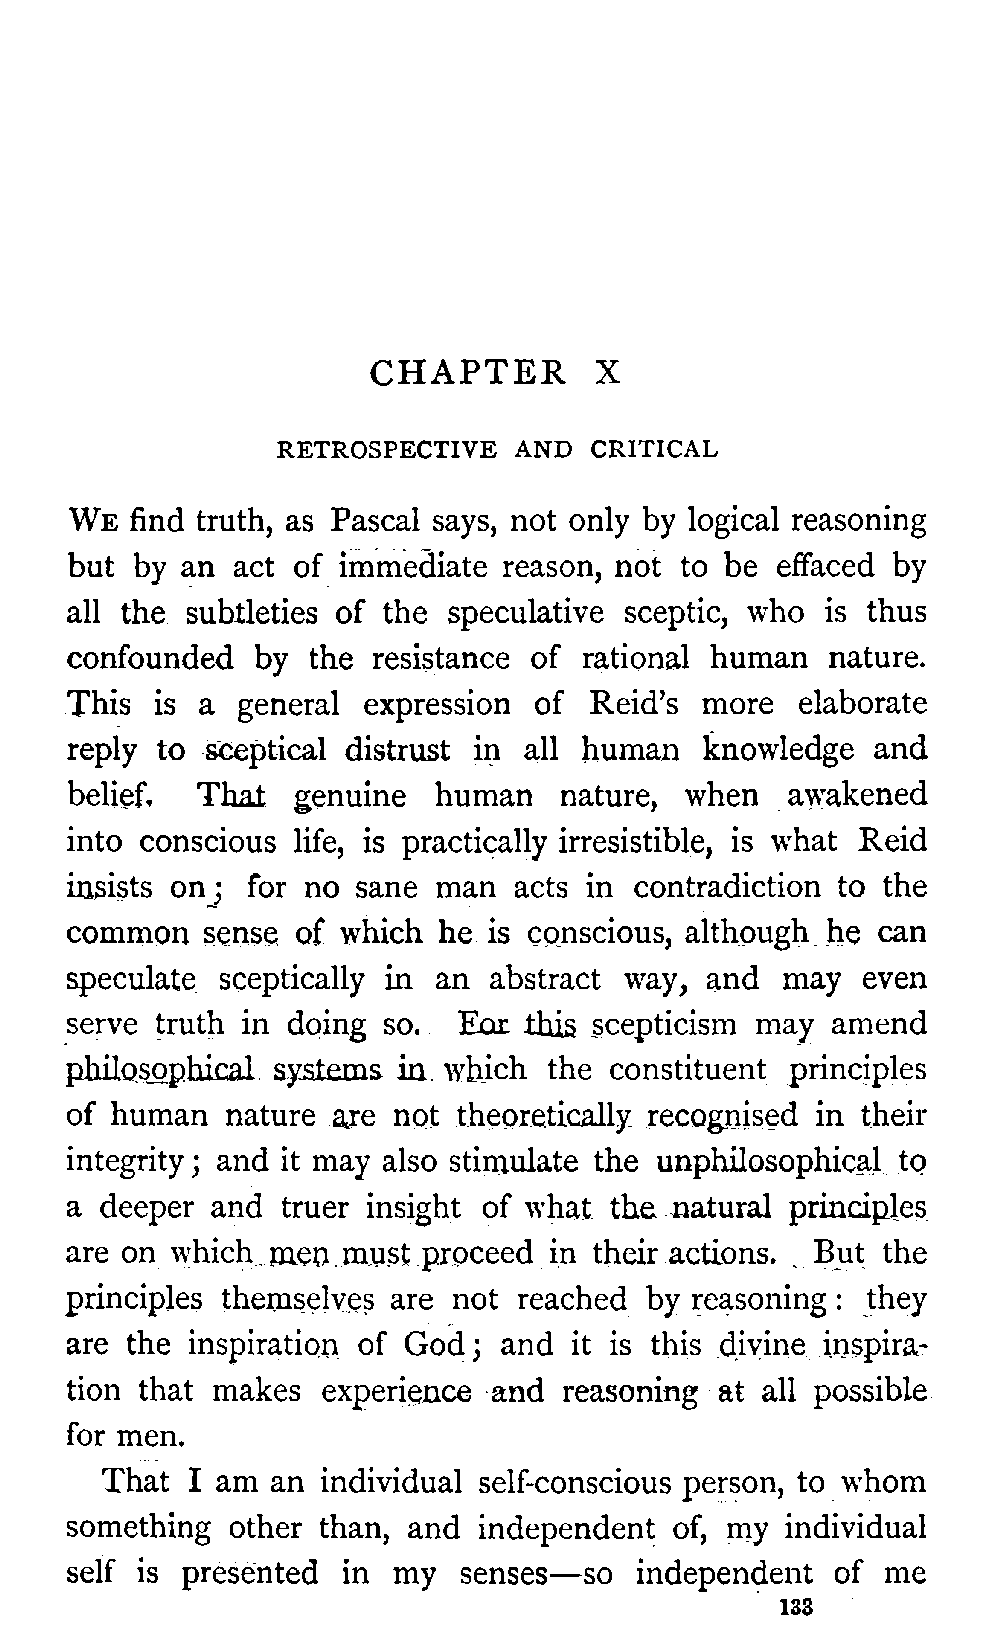 CHAPTER X
RETROSPECTIVE AND CRITICAL
WE find truth, as Pascal says, not only by logical reasoning
but by an act of immediate reason, not to be effaced by
all the subtleties of the speculative sceptic, who is thus
confounded by the resistance of rational human nature.
This is a general expression of Reid's more elaborate
reply to sceptical distrust in all human knowledge and
belief. That genuine human nature, when awakened
into conscious life, is practically irresistible, is what Reid
insists on; for no sane man acts in contradiction to the
common sense of which he is conscious, although he can
speculate sceptically in an abstract way, and may even
serve truth in doing so. For this scepticism may amend
philosophical systems in which the constituent principles
of human nature are not theoretically recognised in their
integrity; and it may also stimulate the unphilosophical to
a deeper and truer insight of what the natural principles
are on which men must proceed in their actions. But the
principles themselves are not reached by reasoning: they
are the inspiration of God; and it is this divine inspira-
tion that makes experience and reasoning at all possible
for men.
That I am an individual self-conscious person, to whom
something other than, and independent of, my individual
self is presented in my senses—so independent of me
133